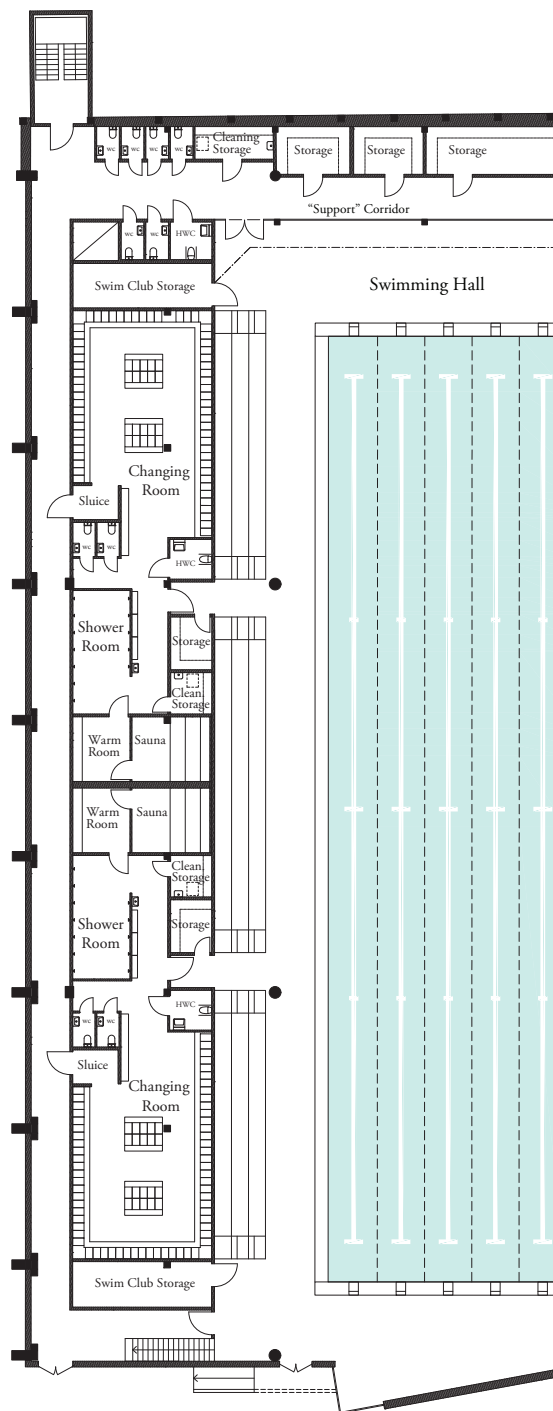 Cleaning
Storage
wc
wc
wc
wc
Storage
Storage
Storage
"Support" Corridor
wc
wc
HWC
Swim Club Storage
Swimming Hall
Changing
Room
Sluice
wc
wc
HWC
Shower
Room
Storage
Clean.
Storage
Warm
Room
Sauna
Warm
Room
Sauna
Clean.
Storage
Shower
Room
Storage
HWC
wc
wc
Sluice
Changing
Room
Swim Club Storage